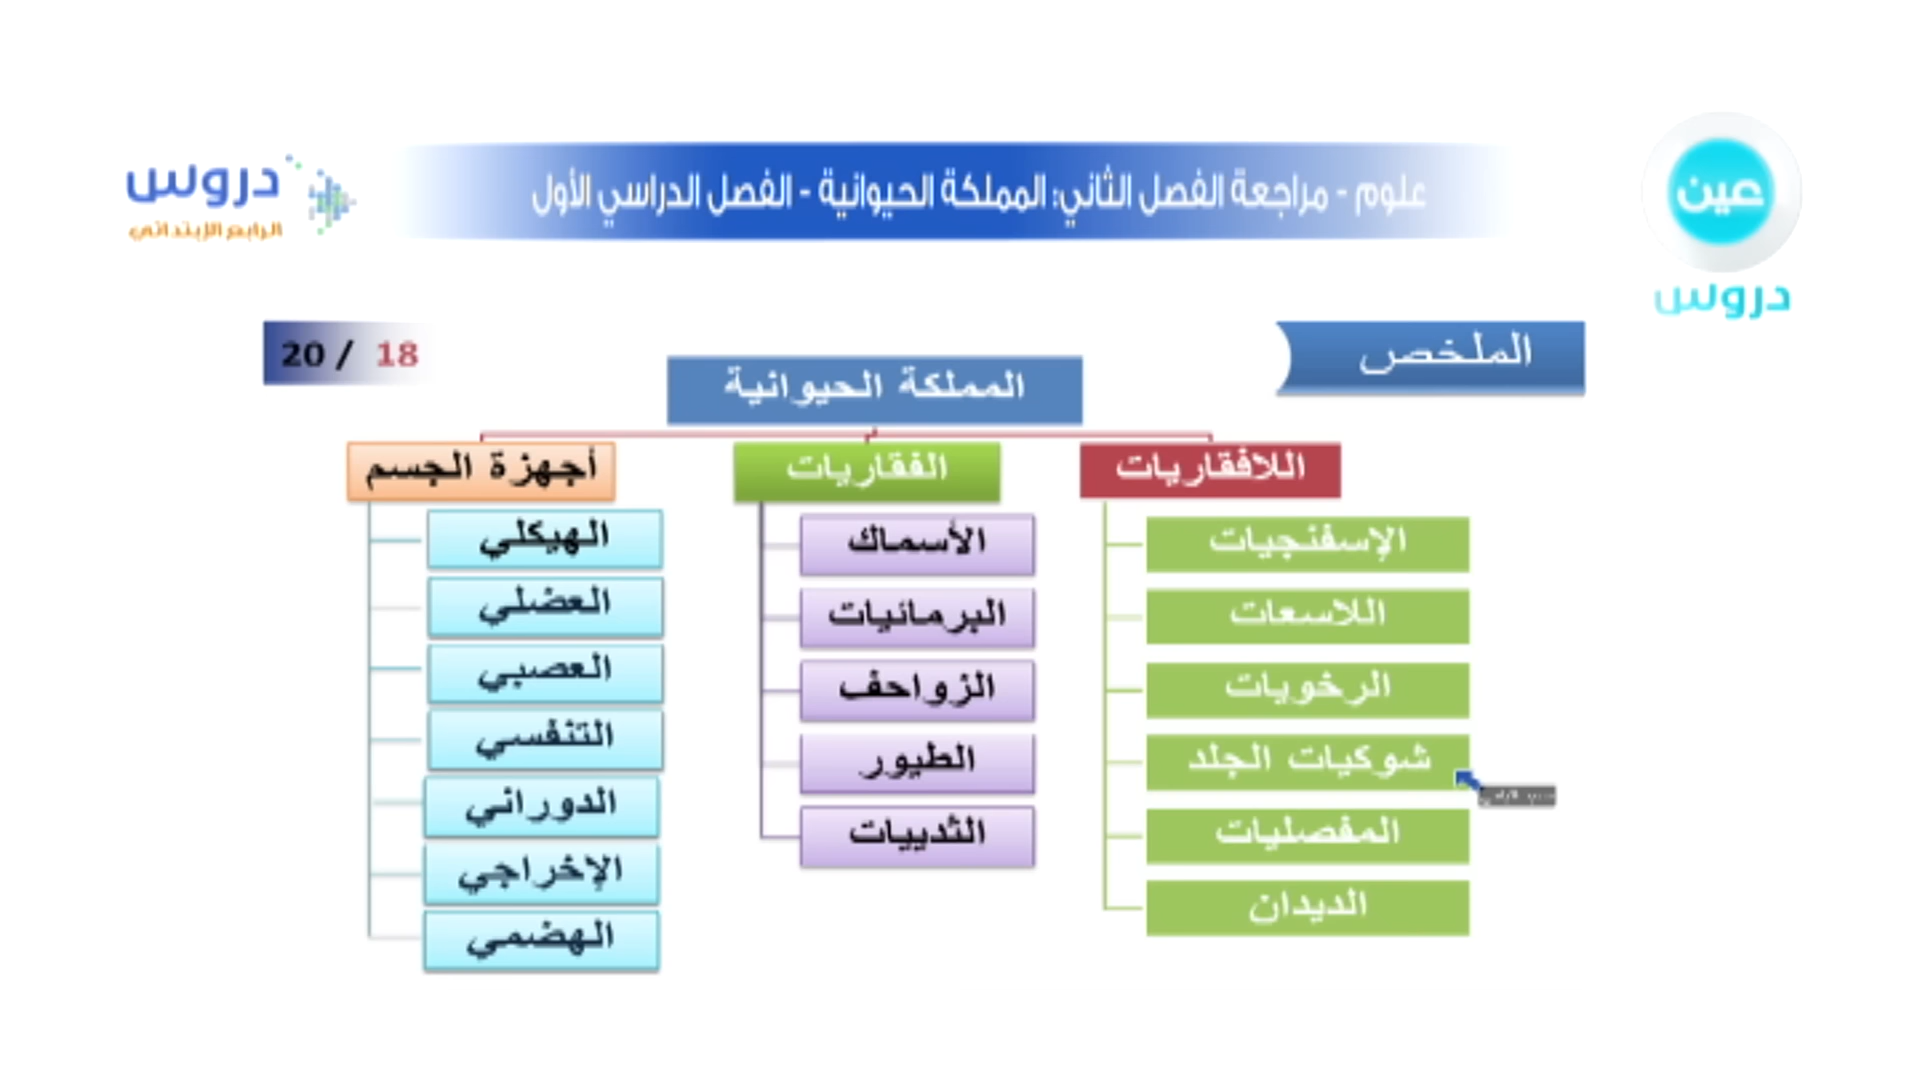 علوم - مراجعة الفصل الثاني: المملكة الحيوانية - الفصل الدراسي الأول
عين
دروس
دروس
الرابع الإبتدائي
الملخص
20 / 18
المملكة الحيوانية
اللافقاريات
الإسفنجيات
اللاسعات
الرخويات
شوكيات الجلد
المفصليات
الديدان
الفقاريات
الأسماك
البرمائيات
الزواحف
الطيور
الثدييات
أجهزة الجسم
الهيكلي
العضلي
العصبي
التنفسي
الدوراني
الإخراجي
الهضمي